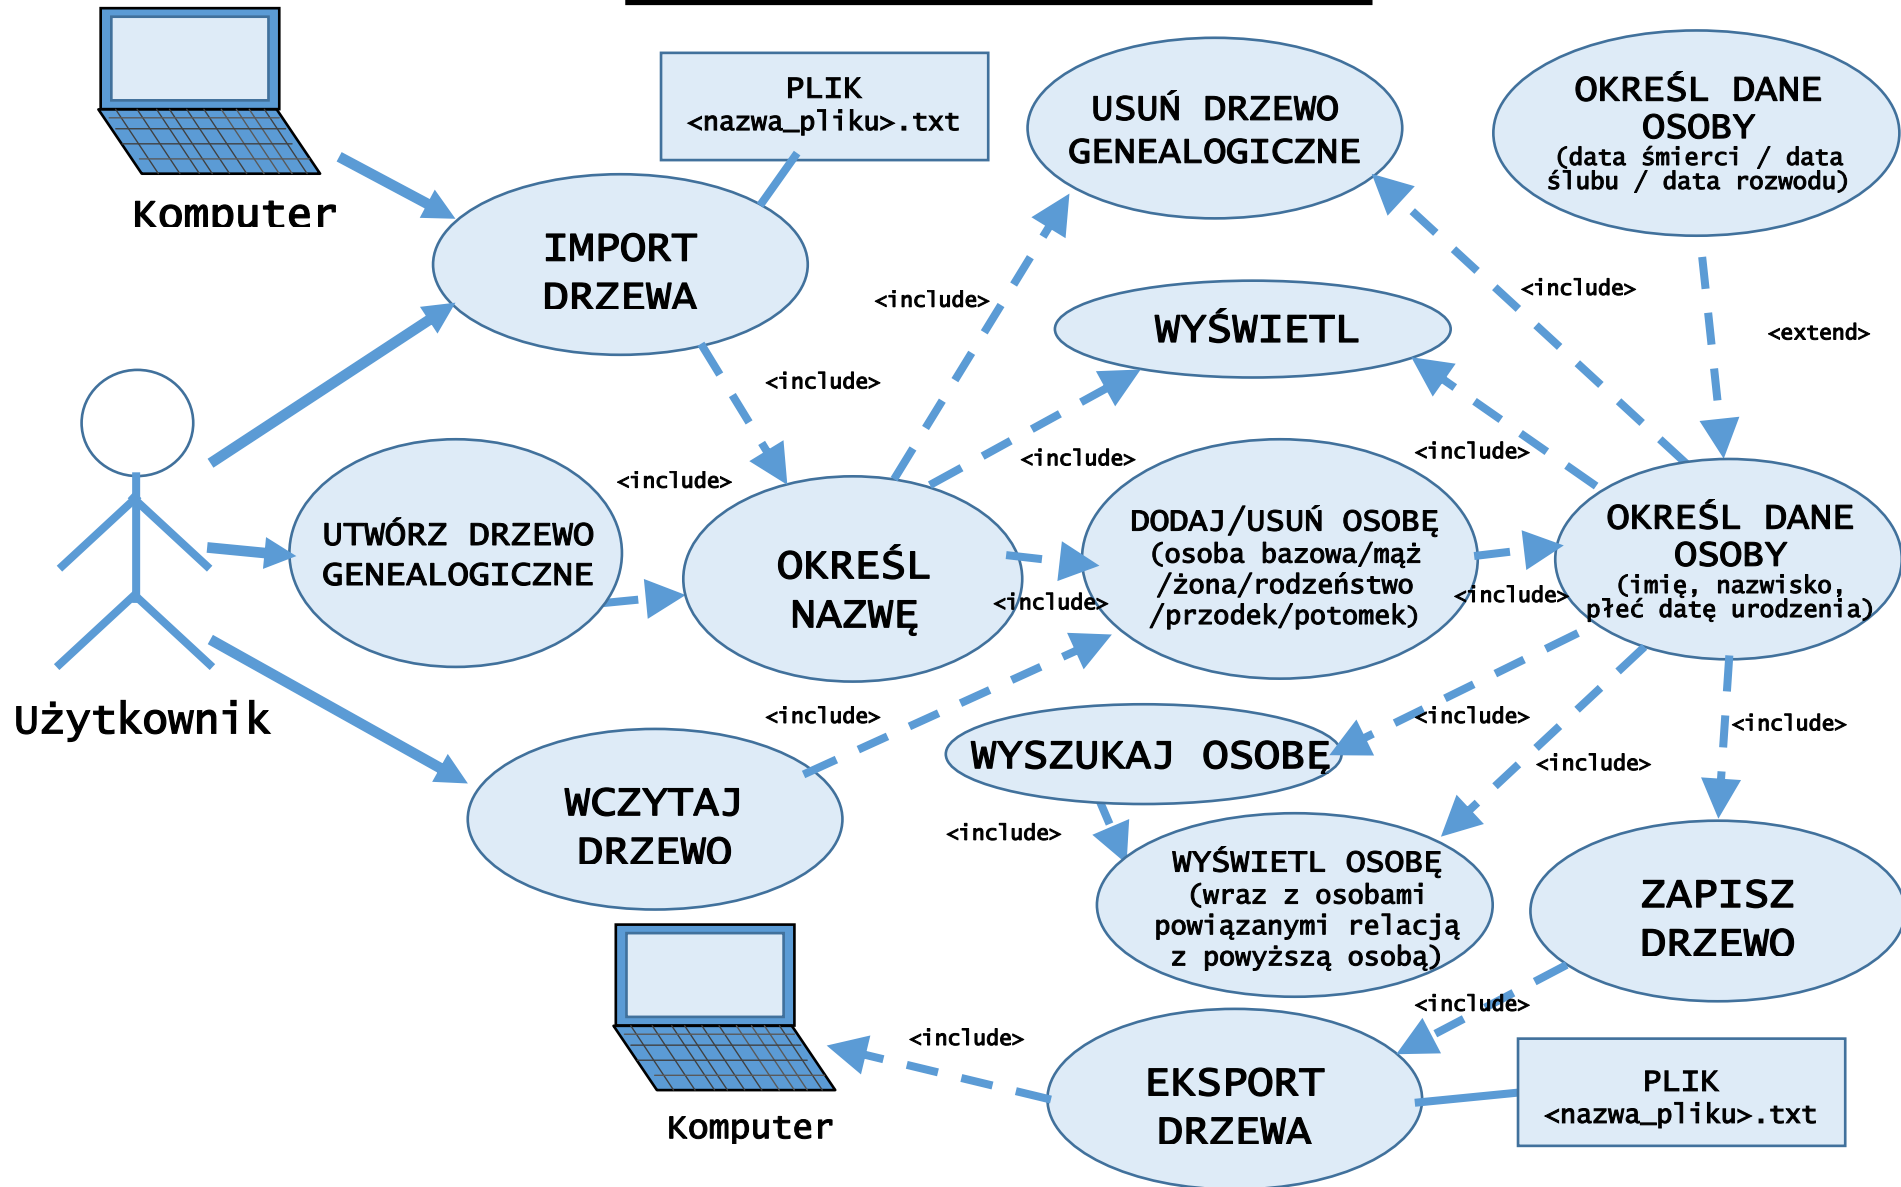 PLIK
<nazwa_pliku>.txt
USUŃ DRZEWO
GENEALOGICZNE
OKREŚL DANE
OSOBY
(data śmierci / data
ślubu / data rozwodu)
Komputer
IMPORT
DRZEWA
<include>
<include>
<extend>
WYŚWIETL
<include>
<include>
<include>
<include>
UTWÓRZ DRZEWO
GENEALOGICZNE
OKREŚL
NAZWĘ
<include>
DODAJ/USUŃ OSOBĘ
(osoba bazowa/mąż
/żona/rodzeństwo
/przodek/potomek)
<include>
OKREŚL DANE
OSOBY
(imię, nazwisko,
płeć datę urodzenia)
Użytkownik
<include>
<include>
<include>
<include>
WYSZUKAJ OSOBĘ
WCZYTAJ
DRZEWO
<include>
WYŚWIETL OSOBĘ
(wraz z osobami
powiązanymi relacją
z powyższą osobą)
ZAPISZ
DRZEWO
<include>
<include>
Komputer
EKSPORT
DRZEWA
PLIK
<nazwa_pliku>.txt